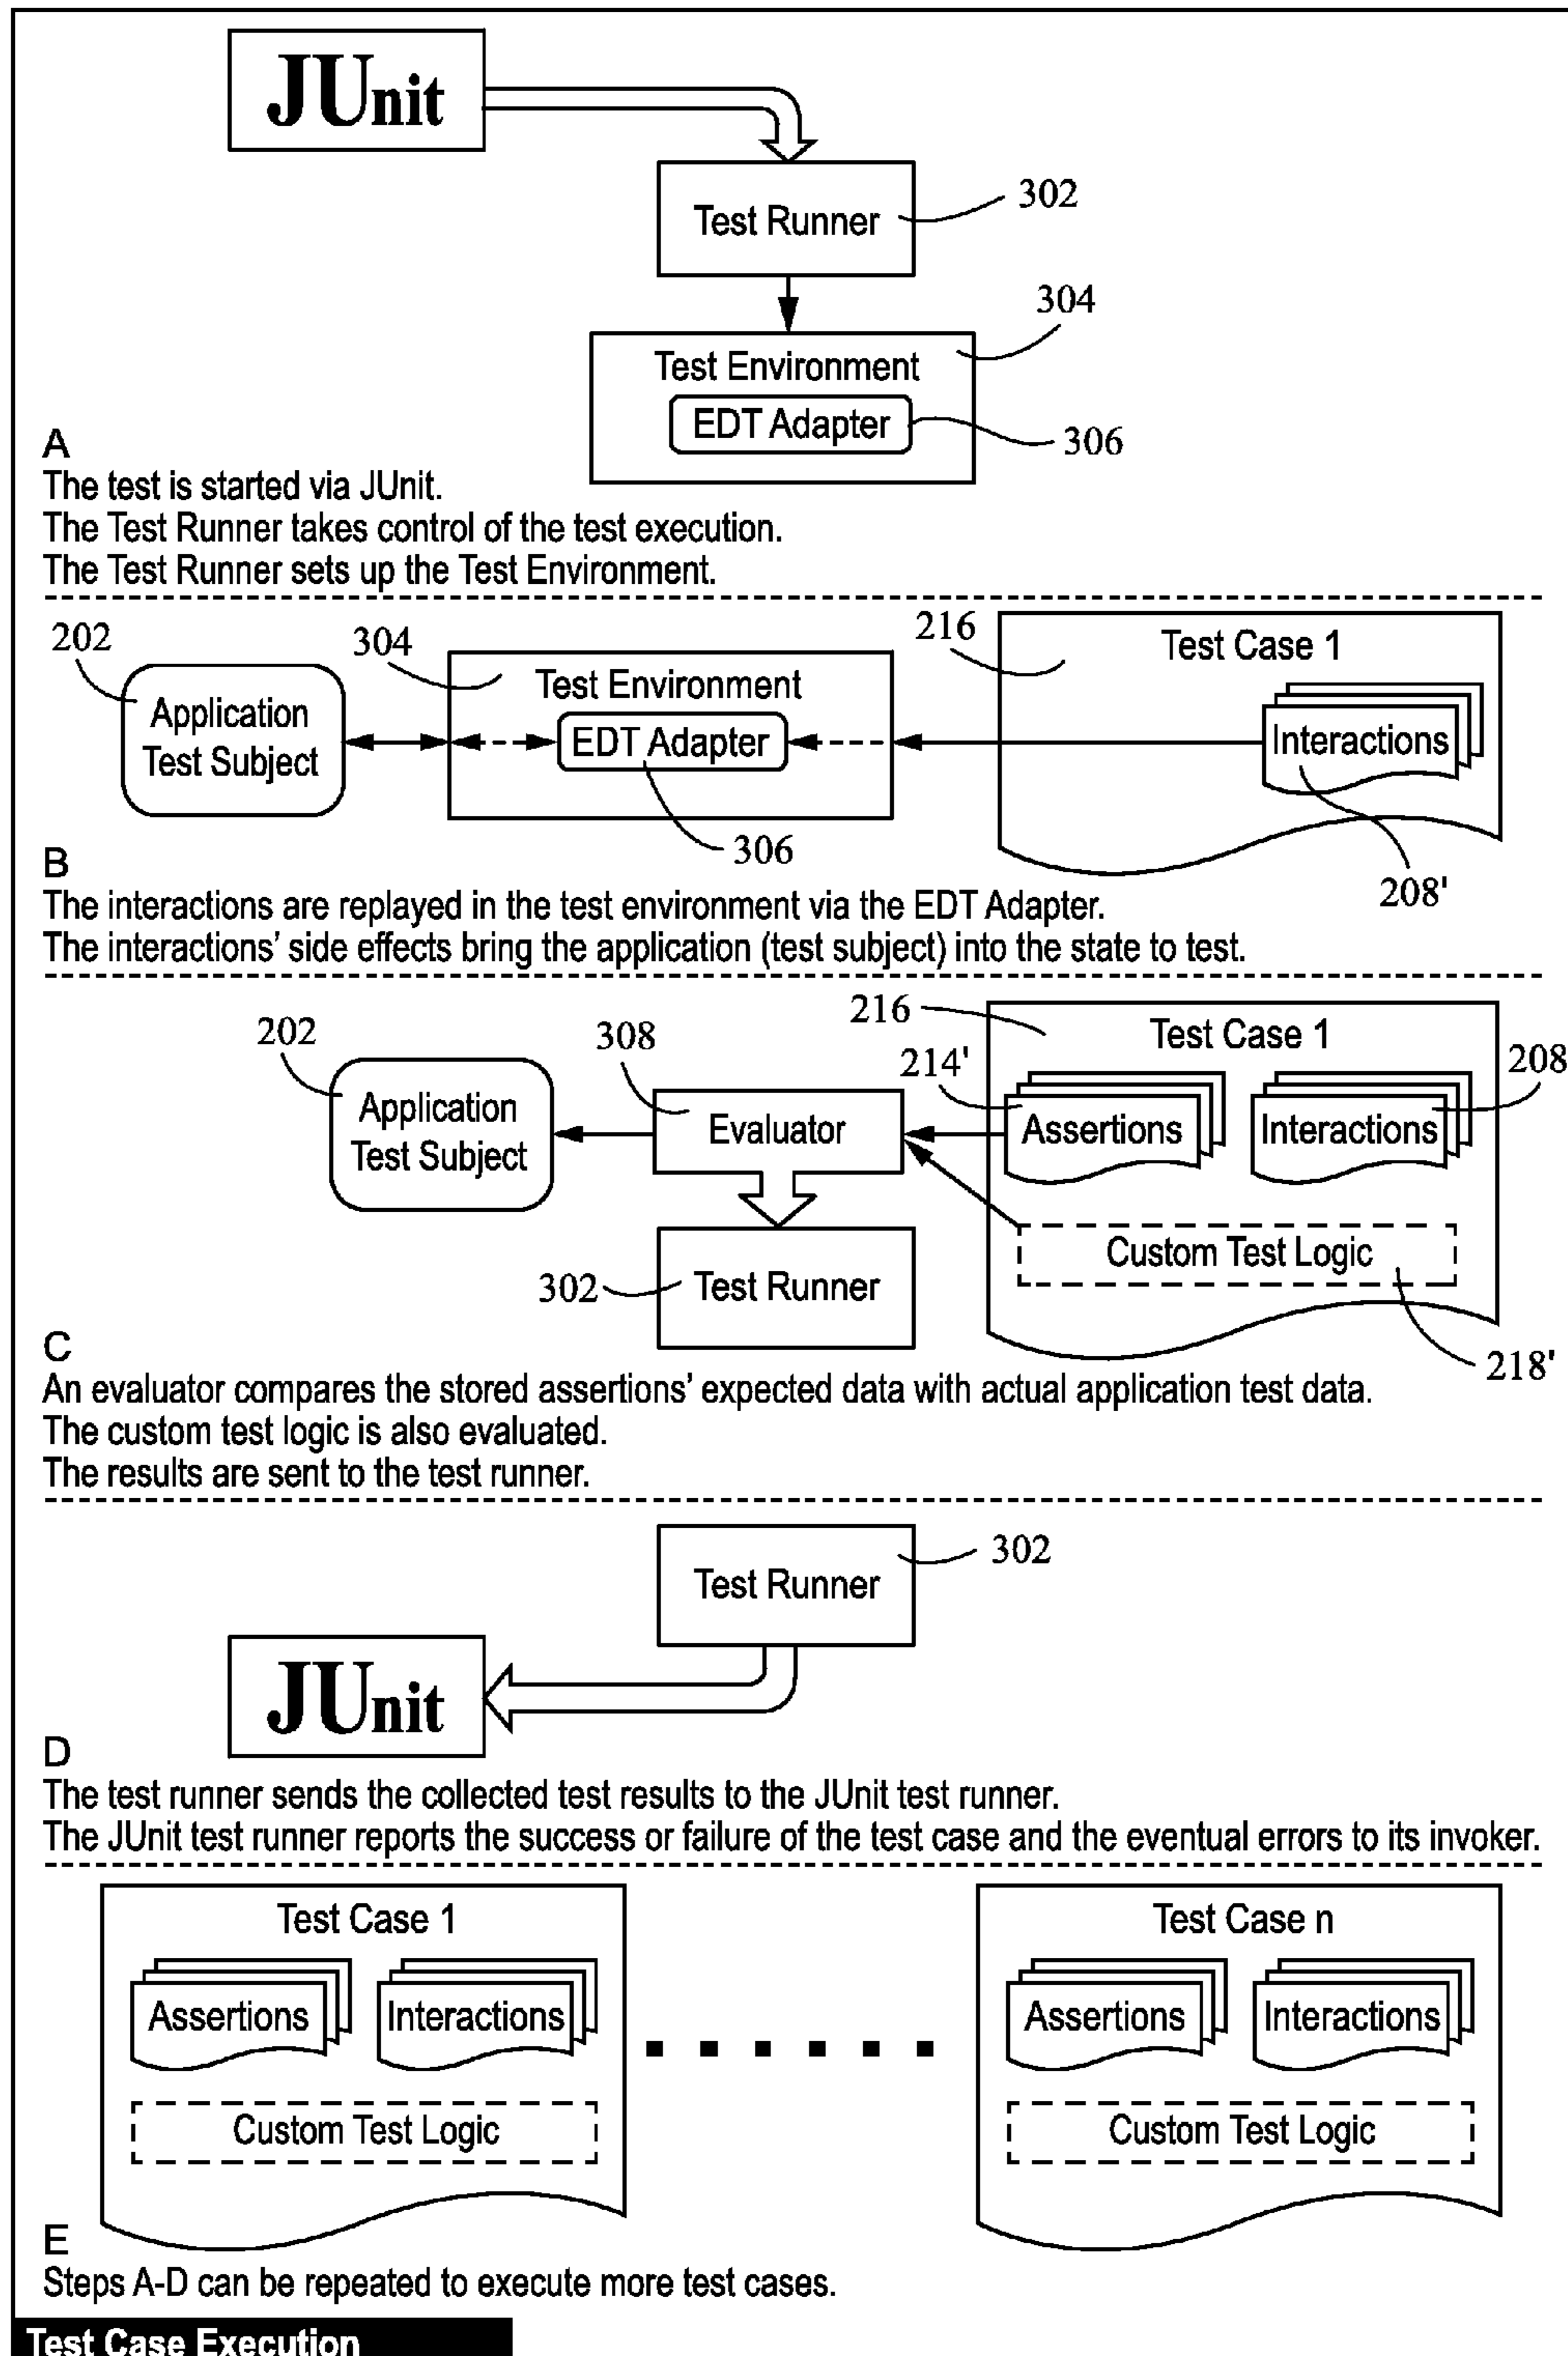 JUnit
Test Runner
302
304
Test Environment
EDT Adapter
306
A
The test is started via JUnit.
The Test Runner takes control of the test execution.
The Test Runner sets up the Test Environment.
202
304
216
Test Case 1
Application
Test Subject
Test Environment
EDT Adapter
Interactions
306
208'
B
The interactions are replayed in the test environment via the EDT Adapter.
The interactions' side effects bring the application (test subject) into the state to test.
202
308
216
Test Case 1
214'
208
Application
Test Subject
Evaluator
Assertions
Interactions
Custom Test Logic
302
Test Runner
218'
C
An evaluator compares the stored assertions' expected data with actual application test data.
The custom test logic is also evaluated.
The results are sent to the test runner.
Test Runner
302
JUnit
D
The test runner sends the collected test results to the JUnit test runner.
The JUnit test runner reports the success or failure of the test case and the eventual errors to its invoker.
Test Case 1
Assertions
Interactions
Custom Test Logic
Test Case n
Assertions
Interactions
Custom Test Logic
E
Steps A-D can be repeated to execute more test cases.
Test Case Execution